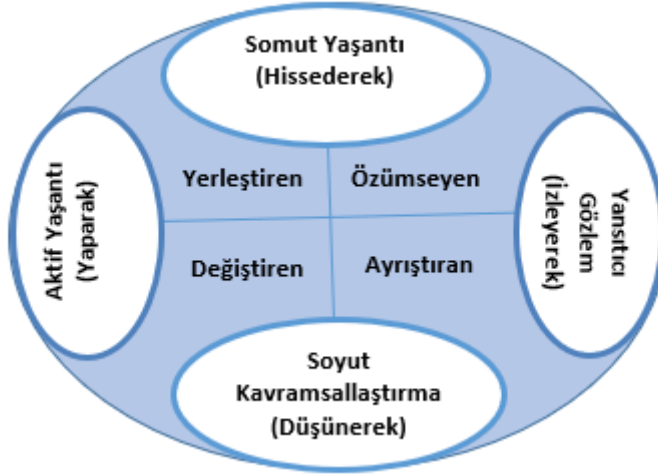 Somut Yaşantı
(Hissederek)
Aktif Yaşantı
(Yaparak)
Yerleştiren
Özümseyen
Yansıtıcı
Gözlem
(İzleyerek)
Değiştiren
Ayrıştıran
Soyut
Kavramsallaştırma
(Düşünerek)